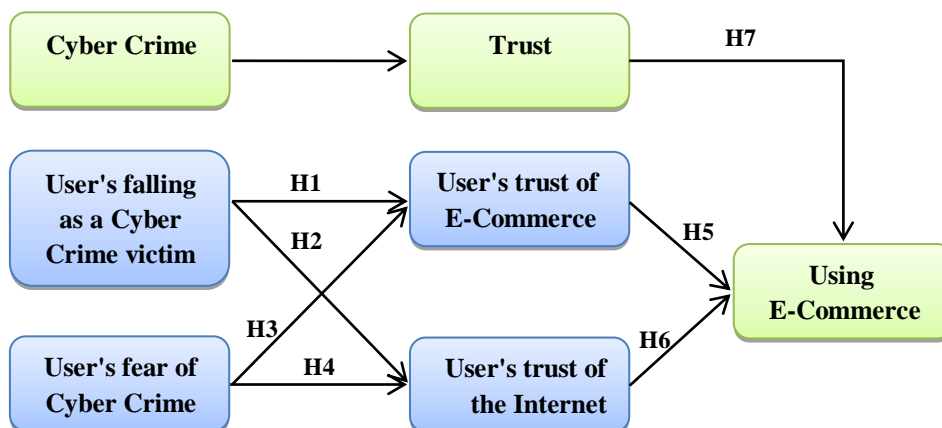 Cyber Crime
Trust
H7
User's falling
as a Cyber
Crime victim
H1
User's trust of
E-Commerce
H2
H5
Using
E-Commerce
H3
H6
User's fear of
Cyber Crime
H4
User's trust of
the Internet